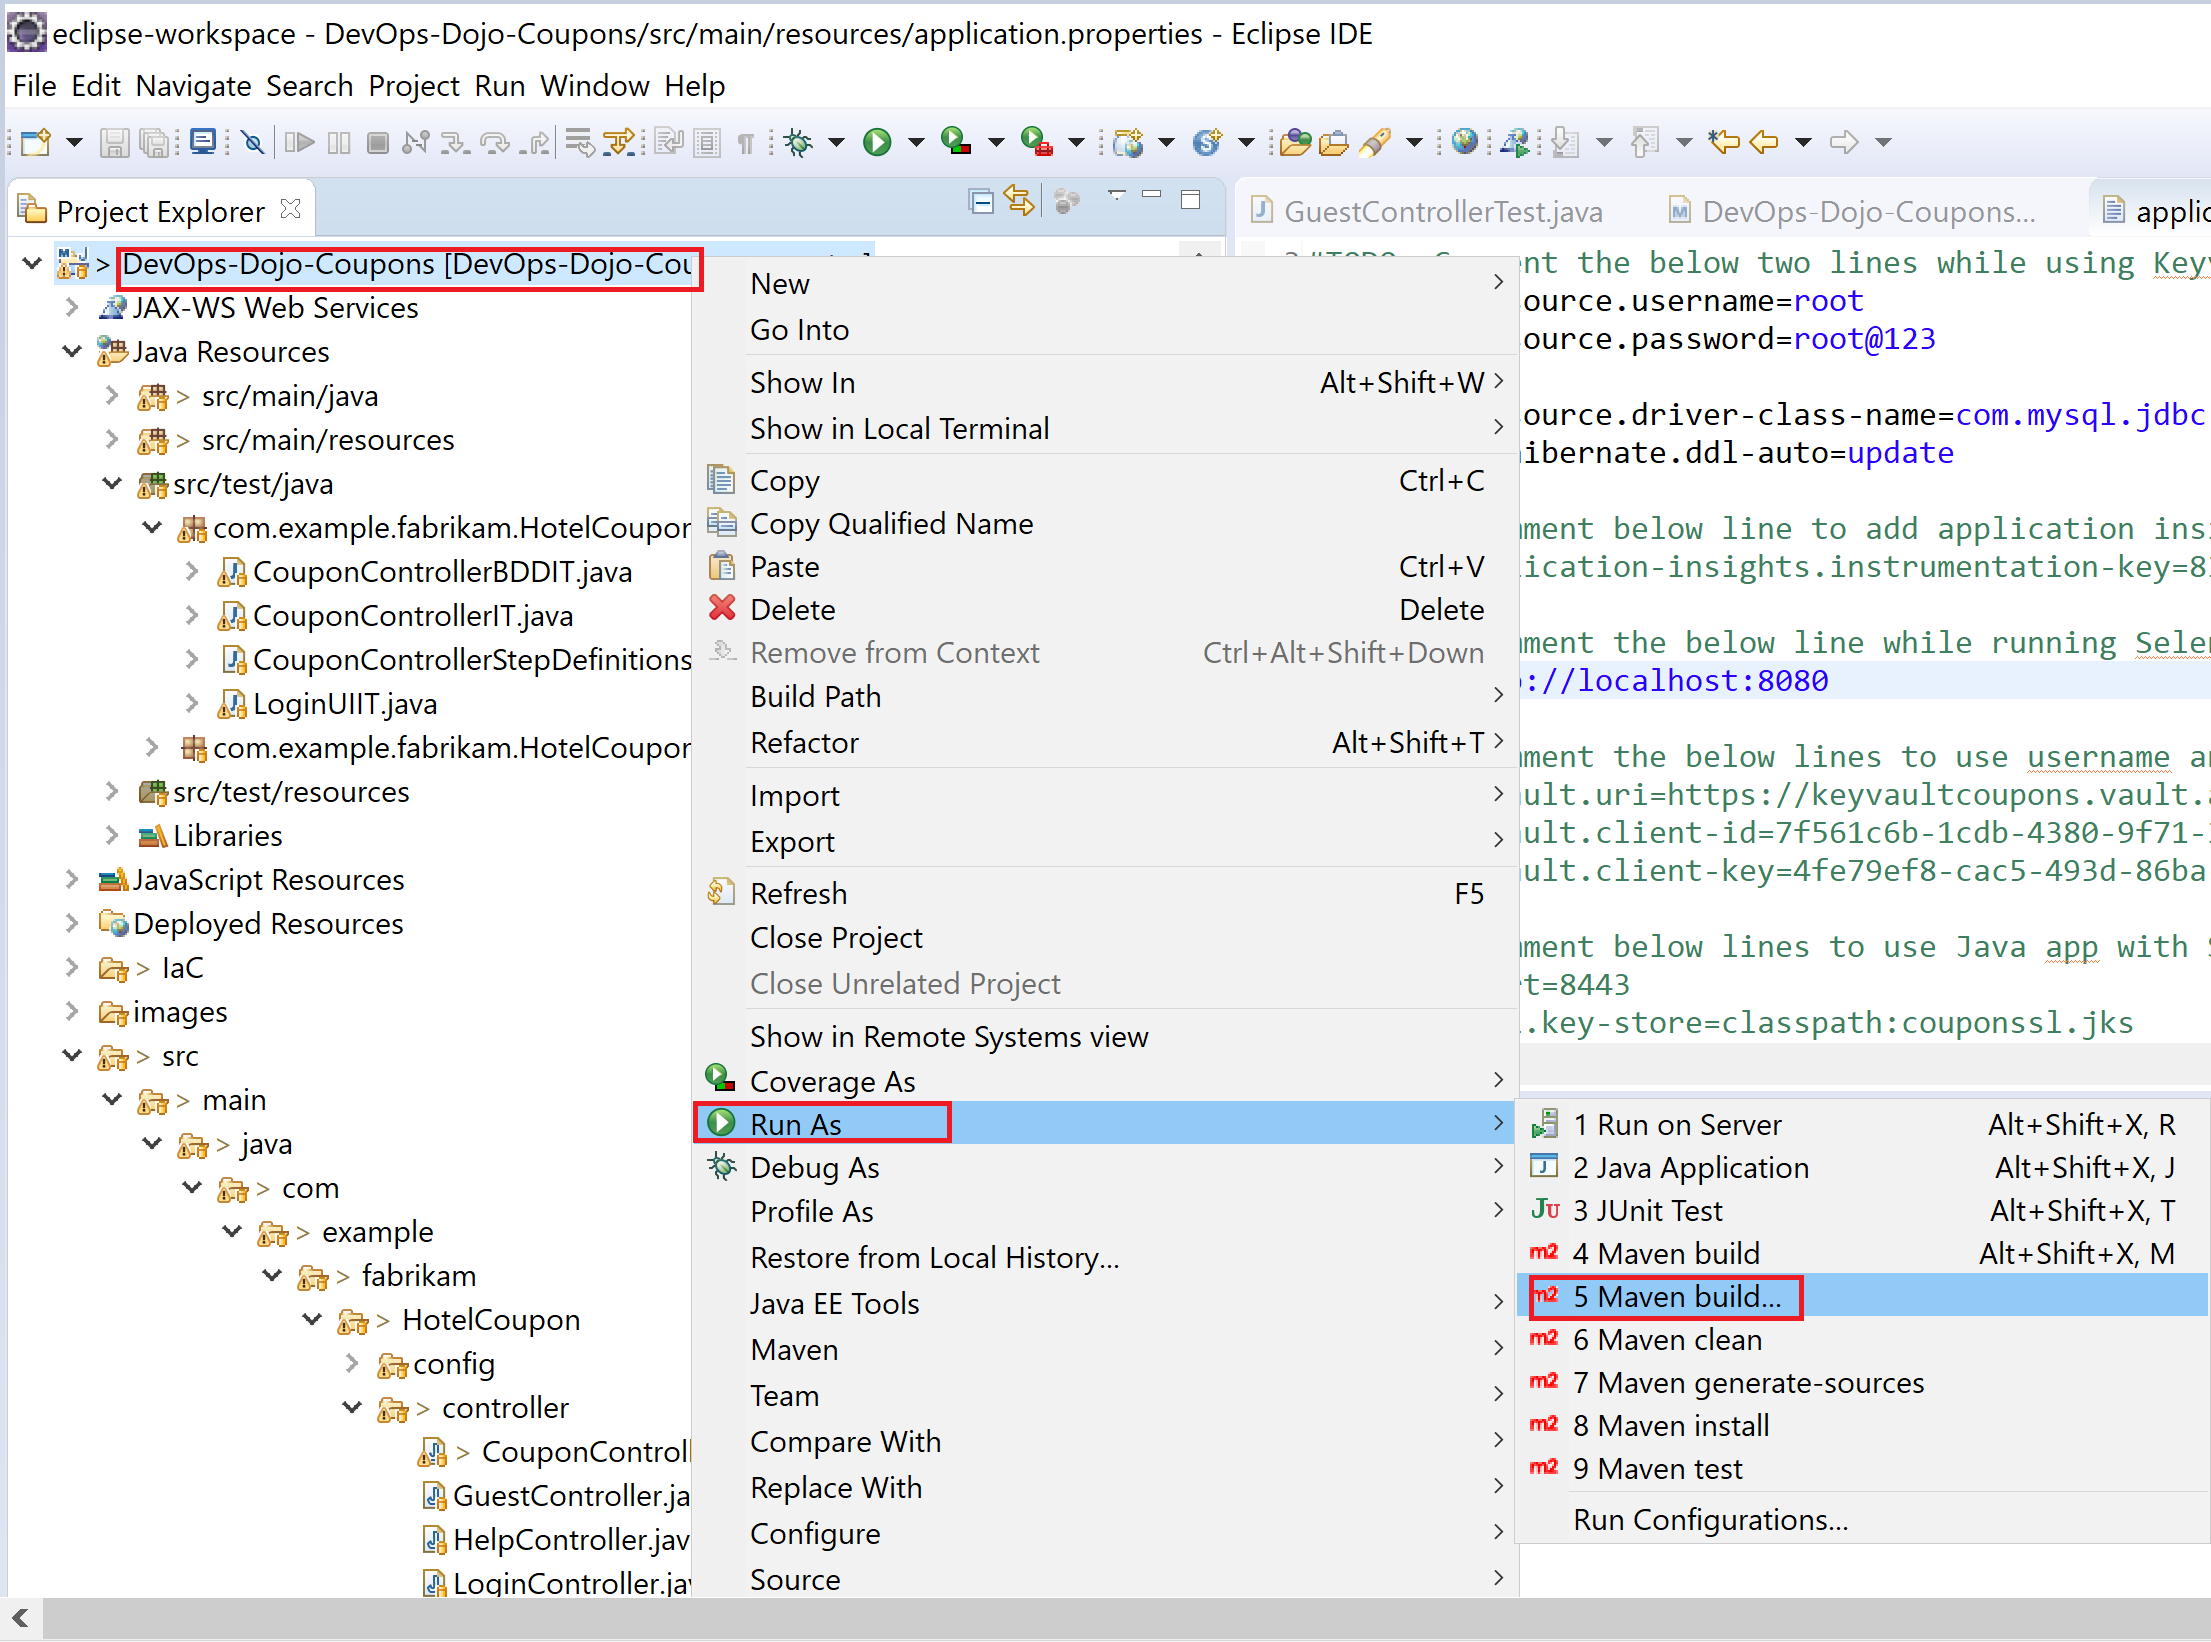 eclipse-workspace - DevOps-Dojo-Coupons/src/main/resources/application.properties - Eclipse IDE
File Edit Navigate Search Project Run Window Help
Project Explorer
GuestControllerTest.java
DevOps-Dojo-Coupons...
> DevOps-Dojo-Coupons [DevOps-Dojo-Cou
JAX-WS Web Services
Java Resources
> src/main/java
> src/main/resources
src/test/java
com.example.fabrikam.HotelCoupon
CouponControllerBDDIT.java
CouponControllerIT.java
CouponControllerStepDefinitions
LoginUIIT.java
com.example.fabrikam.HotelCoupon
src/test/resources
Libraries
JavaScript Resources
Deployed Resources
> IaC
images
> src
> main
> java
> com
> example
> fabrikam
> HotelCoupon
config
> controller
> CouponControll
GuestController.ja
HelpController.jav
LoginController.jav
New
Go Into
Show In Alt+Shift+W
Show in Local Terminal
Copy Ctrl+C
Copy Qualified Name
Paste Ctrl+V
Delete Delete
Remove from Context Ctrl+Alt+Shift+Down
Build Path
Refactor Alt+Shift+T
Import
Export
Refresh F5
Close Project
Close Unrelated Project
Show in Remote Systems view
Coverage As
Run As
Debug As
Profile As
Restore from Local History...
Java EE Tools
Maven
Team
Compare With
Replace With
Configure
Source
1 Run on Server Alt+Shift+X, R
2 Java Application Alt+Shift+X, J
3 JUnit Test Alt+Shift+X, T
4 Maven build Alt+Shift+X, M
5 Maven build...
6 Maven clean
7 Maven generate-sources
8 Maven install
9 Maven test
Run Configurations...
the below two lines while using
ource.username=root
ource.password=root@123
ource.driver-class-name=com.mysql.jdbc
ibernate.ddl-auto=update
mment below line to add application ins
ication-insights.instrumentation-key=8
mment the below line while running Sele
://localhost:8080
mment the below lines to use username a
ult.uri=https://keyvaultcoupons.vault.
ult.client-id=7f561c6b-1cdb-4380-9f71-
ult.client-key=4fe79ef8-cac5-493d-86ba
mment below lines to use Java app with
t=8443
.key-store=classpath:couponssl.jks